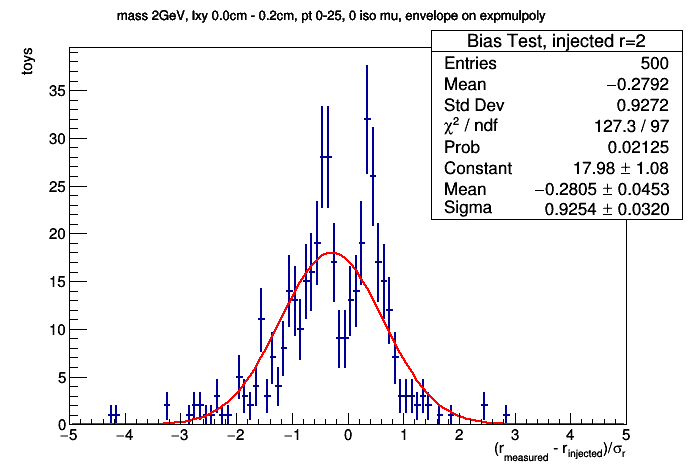 mass 2GeV, lxy 0.0cm - 0.2cm, pt 0-25, 0 iso mu, envelope on expmulpoly
Bias Test, injected r=2
Entries 500
Mean −0.2792
Std Dev 0.9272
χ² / ndf 127.3 / 97
Prob 0.02125
Constant 17.98 ± 1.08
Mean −0.2805 ± 0.0453
Sigma 0.9254 ± 0.0320
toys
35
30
25
20
15
10
5
0
−5 −4 −3 −2 −1 0 1 2 3 4 5
(r_measured - r_injected)/σ_r